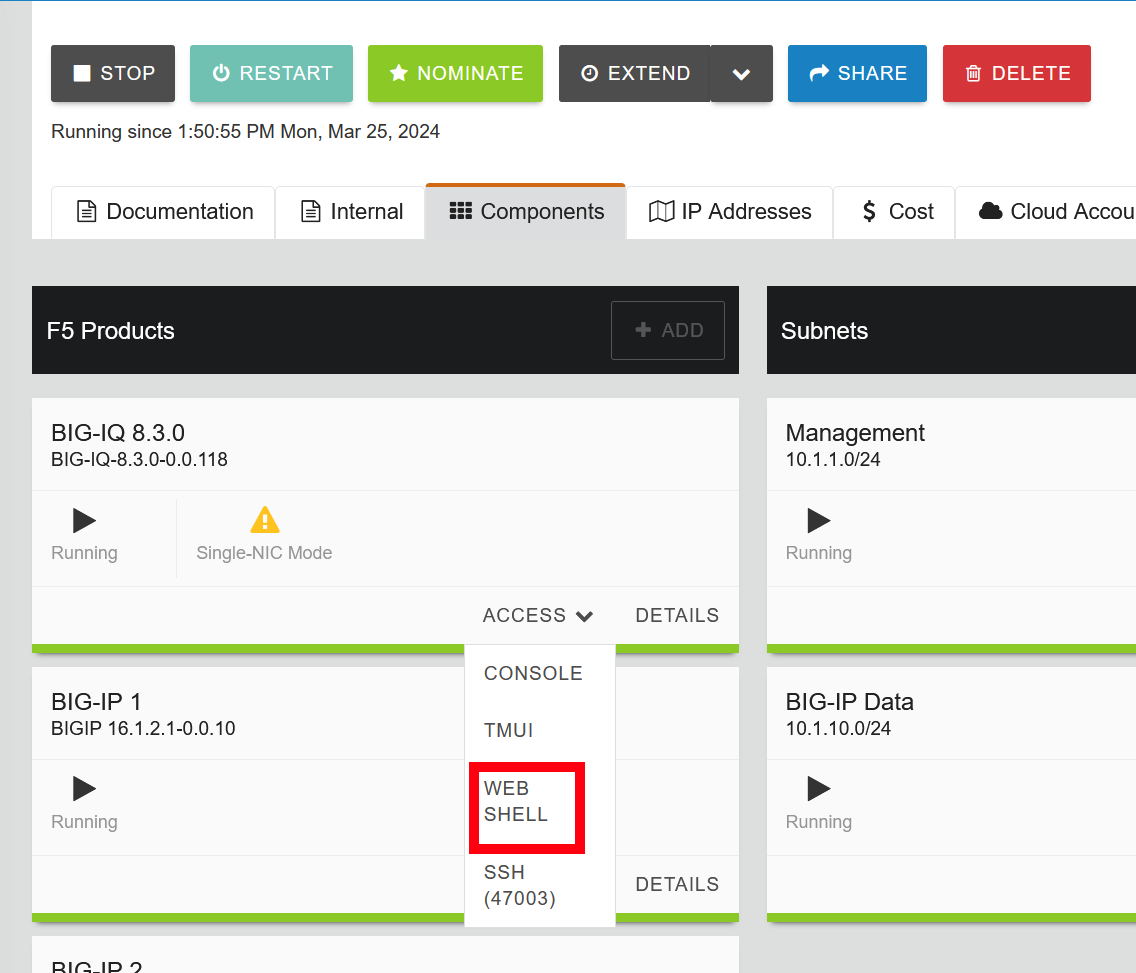 STOP RESTART NOMINATE EXTEND SHARE DELETE
Running since 1:50:55 PM Mon, Mar 25, 2024
Documentation Internal Components IP Addresses Cost Cloud Accou
F5 Products ADD
BIG-IQ 8.3.0
BIG-IQ-8.3.0-0.0.118
Running Single-NIC Mode
ACCESS DETAILS
CONSOLE
TMUI
WEB
SHELL
SSH
(47003)
BIG-IP 1
BIGIP 16.1.2.1-0.0.10
Running
DETAILS
BIG-IP 2
Subnets
Management
10.1.1.0/24
Running
BIG-IP Data
10.1.10.0/24
Running